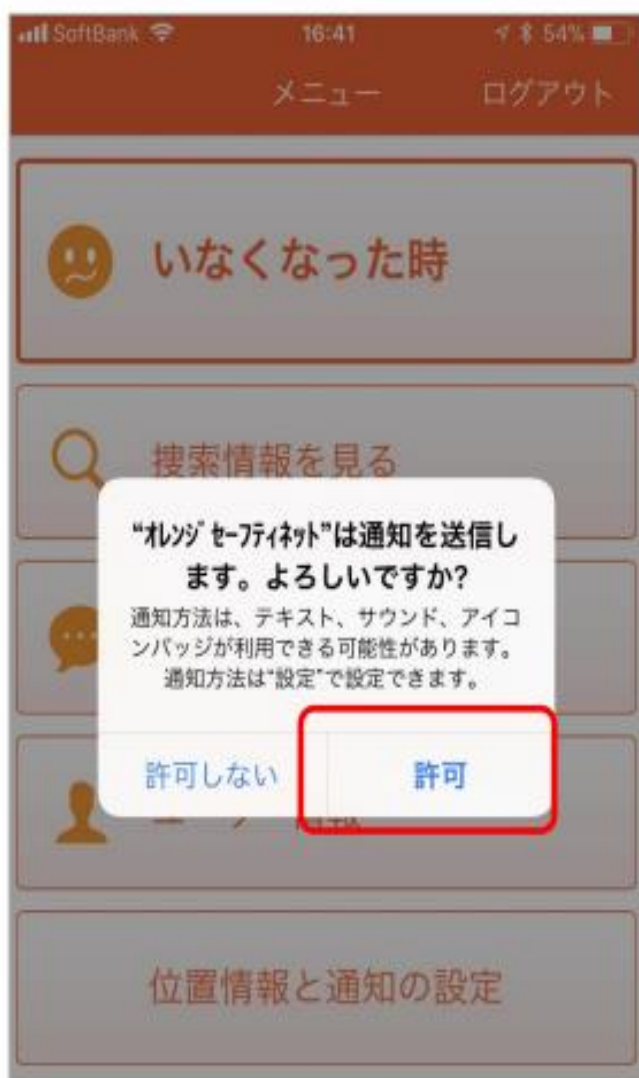 SoftBank 16:41 54%
メニュー ログアウト
いなくなった時
捜索情報を見る
“オレンジセーフティネット”は通知を送信し
ます。よろしいですか?
通知方法は、テキスト、サウンド、アイコ
ンバッジが利用できる可能性があります。
通知方法は“設定”で設定できます。
許可しない 許可
位置情報と通知の設定